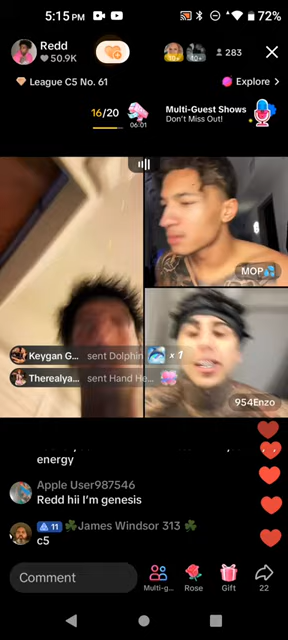 5:15 PM
72%
Redd
50.9K
10+
10+
283
League C5 No. 61
Explore >
16/20
06:01
Multi-Guest Shows
Don't Miss Out!
MOP
Keygan G... sent Dolphin x 1
Therealya... sent Hand He...
954Enzo
energy
Apple User987546
Redd hii I'm genesis
11 ☘James Windsor 313 ☘
c5
Comment
Multi-g...
Rose
Gift
22